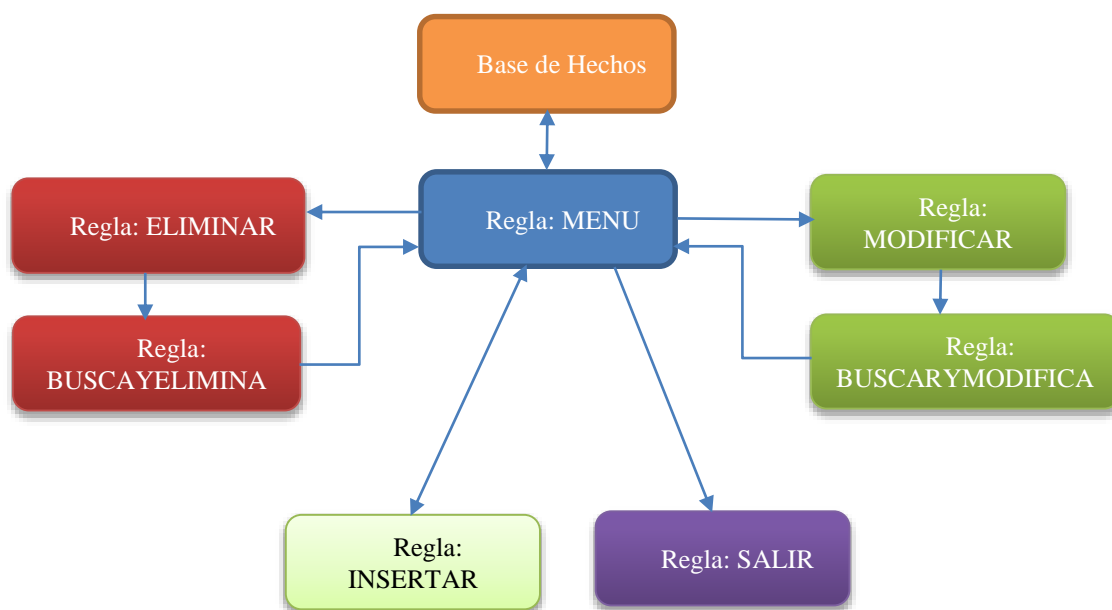 Base de Hechos
Regla: ELIMINAR
Regla: MENU
Regla:
MODIFICAR
Regla:
BUSCAYELIMINA
Regla:
BUSCARYMODIFICA
Regla:
INSERTAR
Regla: SALIR